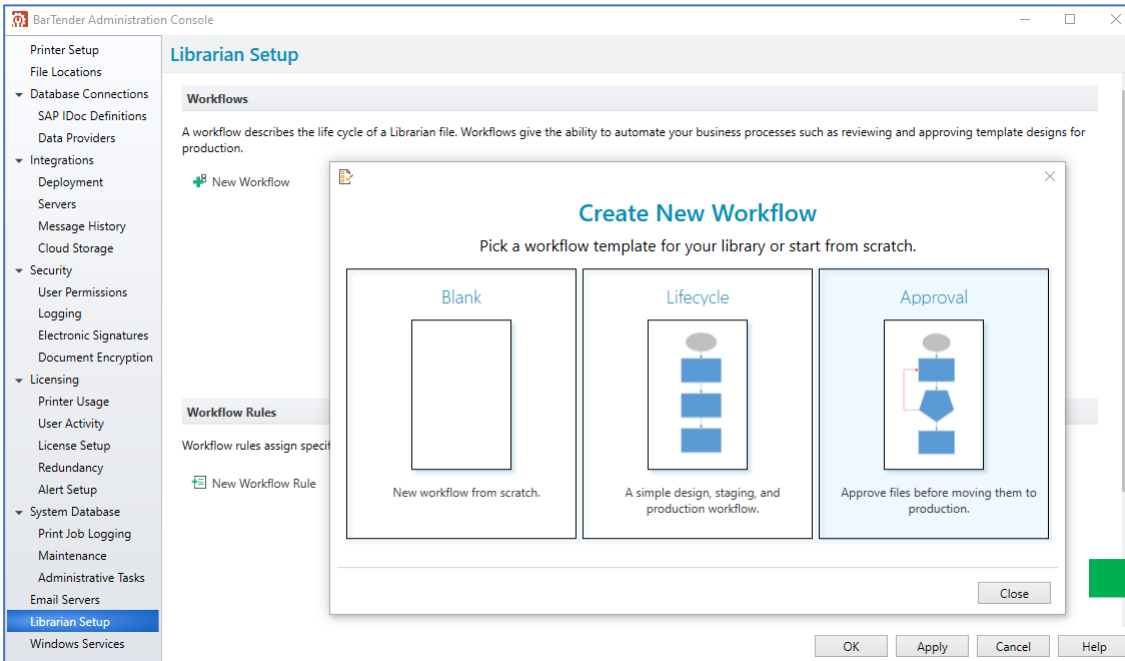 BarTender Administration Console
Printer Setup
File Locations
Database Connections
SAP IDoc Definitions
Data Providers
Integrations
Deployment
Servers
Message History
Cloud Storage
Security
User Permissions
Logging
Electronic Signatures
Document Encryption
Licensing
Printer Usage
User Activity
License Setup
Redundancy
Alert Setup
System Database
Print Job Logging
Maintenance
Administrative Tasks
Email Servers
Librarian Setup
Windows Services
Librarian Setup
Workflows
A workflow describes the life cycle of a Librarian file. Workflows give the ability to automate your business processes such as reviewing and approving template designs for
production.
New Workflow
Workflow Rules
Workflow rules assign specif
New Workflow Rule
Create New Workflow
Pick a workflow template for your library or start from scratch.
Blank
New workflow from scratch.
Lifecycle
A simple design, staging, and
production workflow.
Approval
Approve files before moving them to
production.
Close
OK
Apply
Cancel
Help